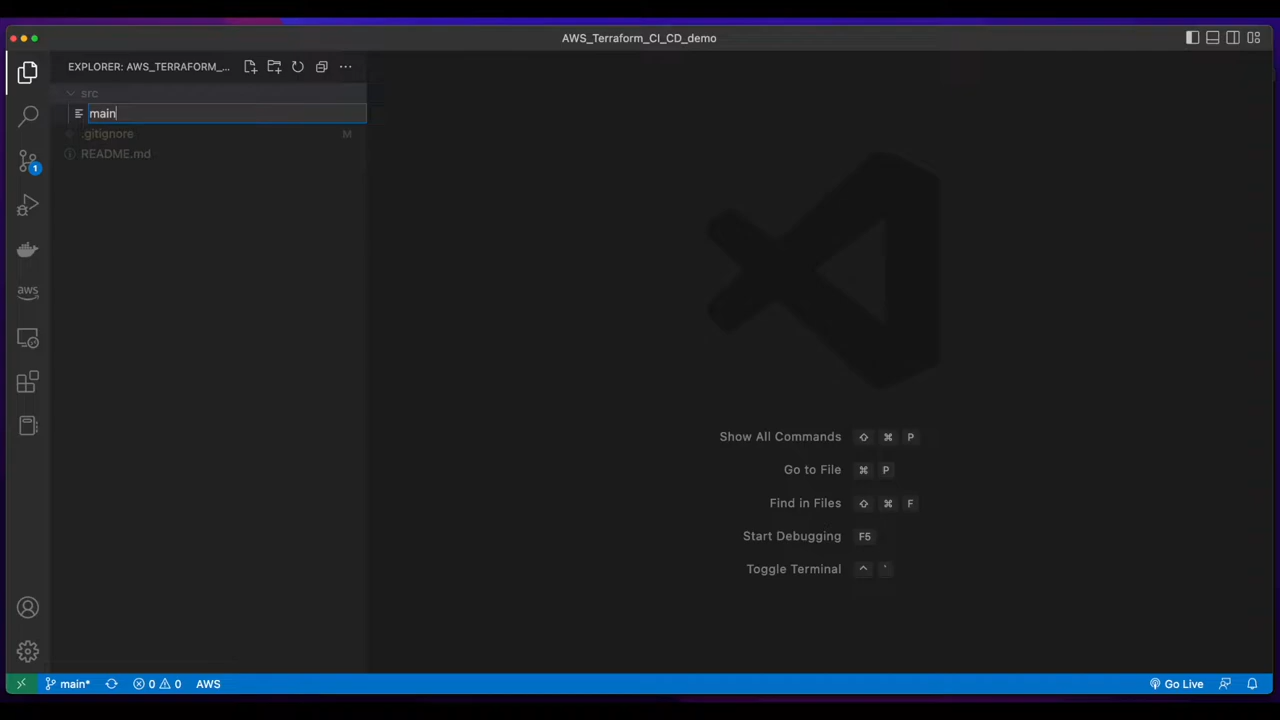 AWS_Terraform_CI_CD_demo
EXPLORER: AWS_TERRAFORM_...
src
main
.gitignore M
README.md
1
aws
Show All Commands ⇧ ⌘ P
Go to File ⌘ P
Find in Files ⇧ ⌘ F
Start Debugging F5
Toggle Terminal ^ `
main* 0 0 AWS Go Live